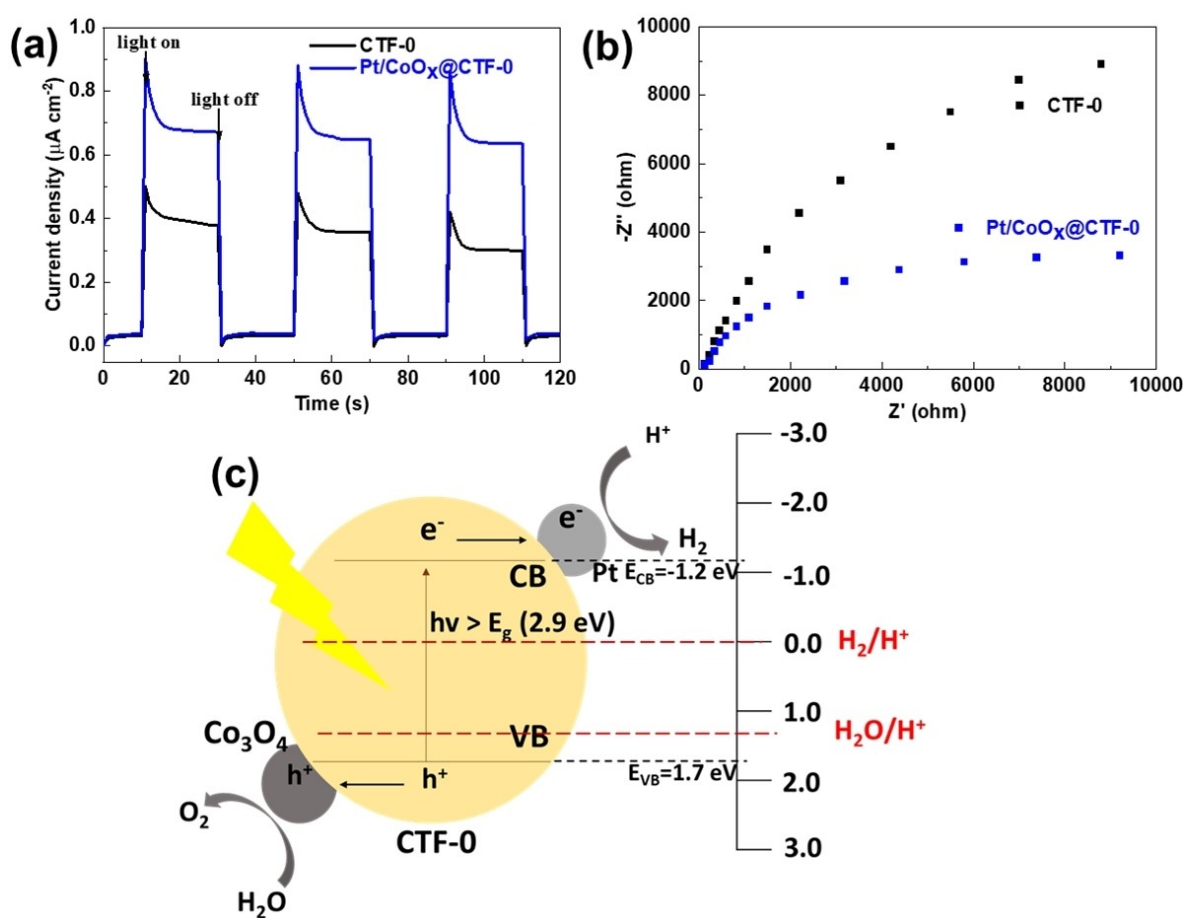 (a)
1.0
0.8
0.6
0.4
0.2
0.0
Current density (µA cm-2)
light on
light off
CTF-0
Pt/CoOX@CTF-0
0 20 40 60 80 100 120
Time (s)
(b)
10000
8000
6000
4000
2000
0
-Z'' (ohm)
CTF-0
Pt/CoOX@CTF-0
2000 4000 6000 8000 10000
Z' (ohm)
(c)
H+
e-
e-
H2
CB
Pt
ECB=-1.2 eV
hν > Eg (2.9 eV)
Co3O4
VB
h+
h+
EVB=1.7 eV
O2
CTF-0
H2O
-3.0
-2.0
-1.0
0.0
1.0
2.0
3.0
H2/H+
H2O/H+